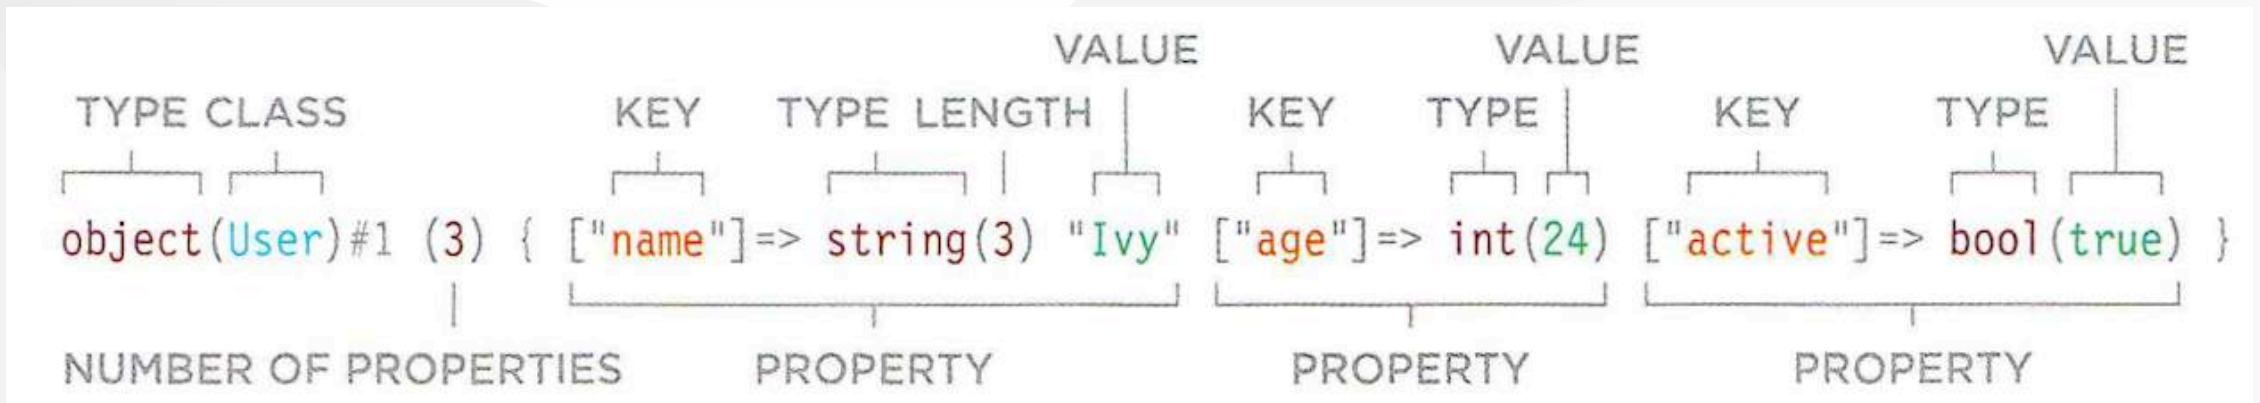 VALUE VALUE VALUE
TYPE CLASS KEY TYPE LENGTH KEY TYPE KEY TYPE
object(User)#1 (3) { ["name"]=> string(3) "Ivy" ["age"]=> int(24) ["active"]=> bool(true) }
NUMBER OF PROPERTIES PROPERTY PROPERTY PROPERTY